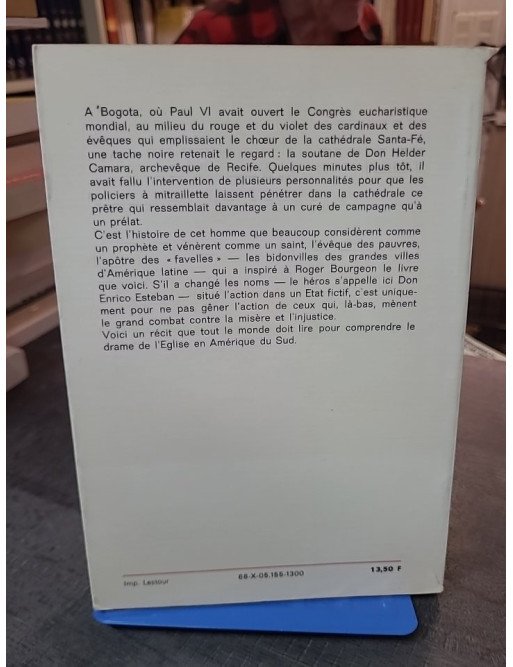 A Bogota, où Paul VI avait ouvert le Congrès eucharistique
mondial, au milieu du rouge et du violet des cardinaux et des
évêques qui emplissaient le chœur de la cathédrale Santa-Fé,
une tache noire retenait le regard : la soutane de Don Helder
Camara, archevêque de Recife. Quelques minutes plus tôt, il
avait fallu l'intervention de plusieurs personnalités pour que les
policiers à mitraillette laissent pénétrer dans la cathédrale ce
prêtre qui ressemblait davantage à un curé de campagne qu'à
un prélat.
C'est l'histoire de cet homme que beaucoup considèrent comme
un prophète et vénèrent comme un saint, l'évêque des pauvres,
l'apôtre des « favelles » — les bidonvilles des grandes villes
d'Amérique latine — qui a inspiré à Roger Bourgeon le livre
que voici. S'il a changé les noms — le héros s'appelle ici Don
Enrico Esteban — situé l'action dans un Etat fictif, c'est unique-
ment pour ne pas gêner l'action de ceux qui, là-bas, mènent
le grand combat contre la misère et l'injustice.
Voici un récit que tout le monde doit lire pour comprendre le
drame de l'Eglise en Amérique du Sud.
Imp. Lestour 68-X-05.155-1300 13,50 F